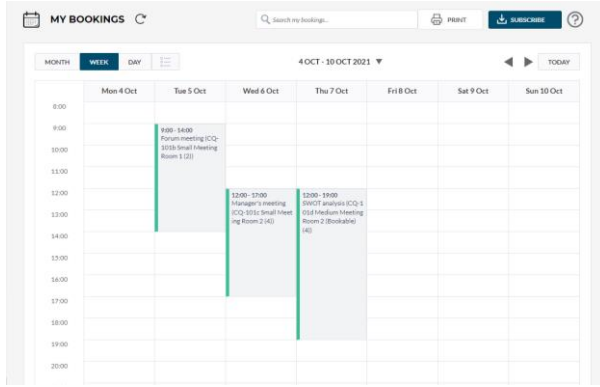 MY BOOKINGS
Search my bookings...
PRINT
SUBSCRIBE
?
MONTH
WEEK
DAY
4 OCT - 10 OCT 2021
TODAY
Mon 4 Oct
Tue 5 Oct
Wed 6 Oct
Thu 7 Oct
Fri 8 Oct
Sat 9 Oct
Sun 10 Oct
8:00
9:00
10:00
11:00
12:00
13:00
14:00
15:00
16:00
17:00
18:00
19:00
20:00
9:00 - 14:00
Forum meeting (CQ-
101b Small Meeting
Room 1 (2))
12:00 - 17:00
Manager's meeting
(CQ-101c Small Meet
ing Room 2 (4))
12:00 - 19:00
SWOT analysis (CQ-1
01d Medium Meeting
Room 2 (Bookable)
(4))